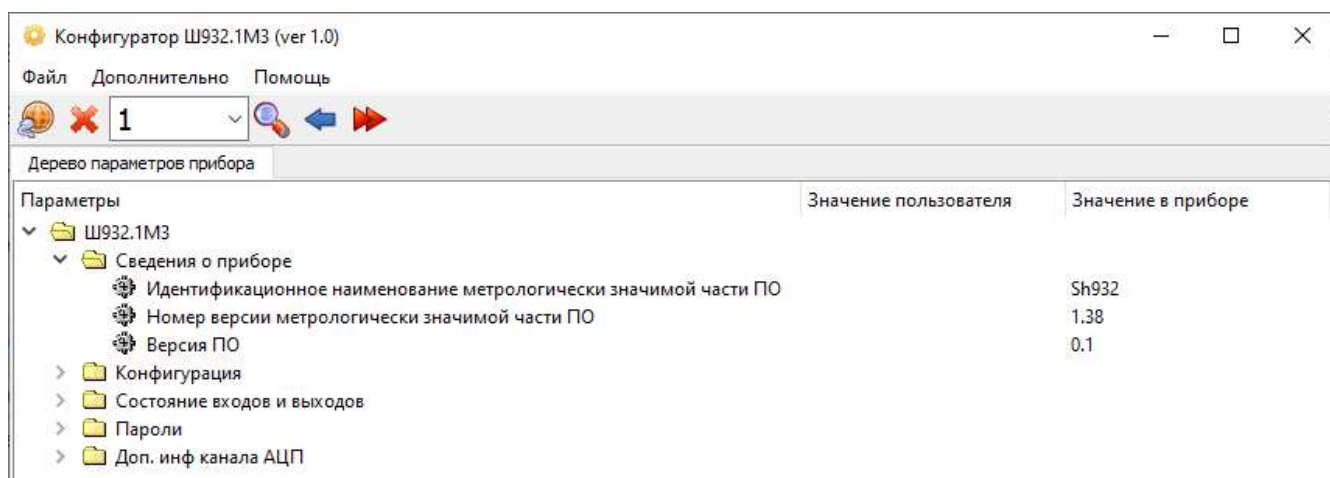 Конфигуратор Ш932.1М3 (ver 1.0)
Файл Дополнительно Помощь
1
Дерево параметров прибора
Параметры Значение пользователя Значение в приборе
Ш932.1М3
Сведения о приборе
Идентификационное наименование метрологически значимой части ПО Sh932
Номер версии метрологически значимой части ПО 1.38
Версия ПО 0.1
Конфигурация
Состояние входов и выходов
Пароли
Доп. инф канала АЦП